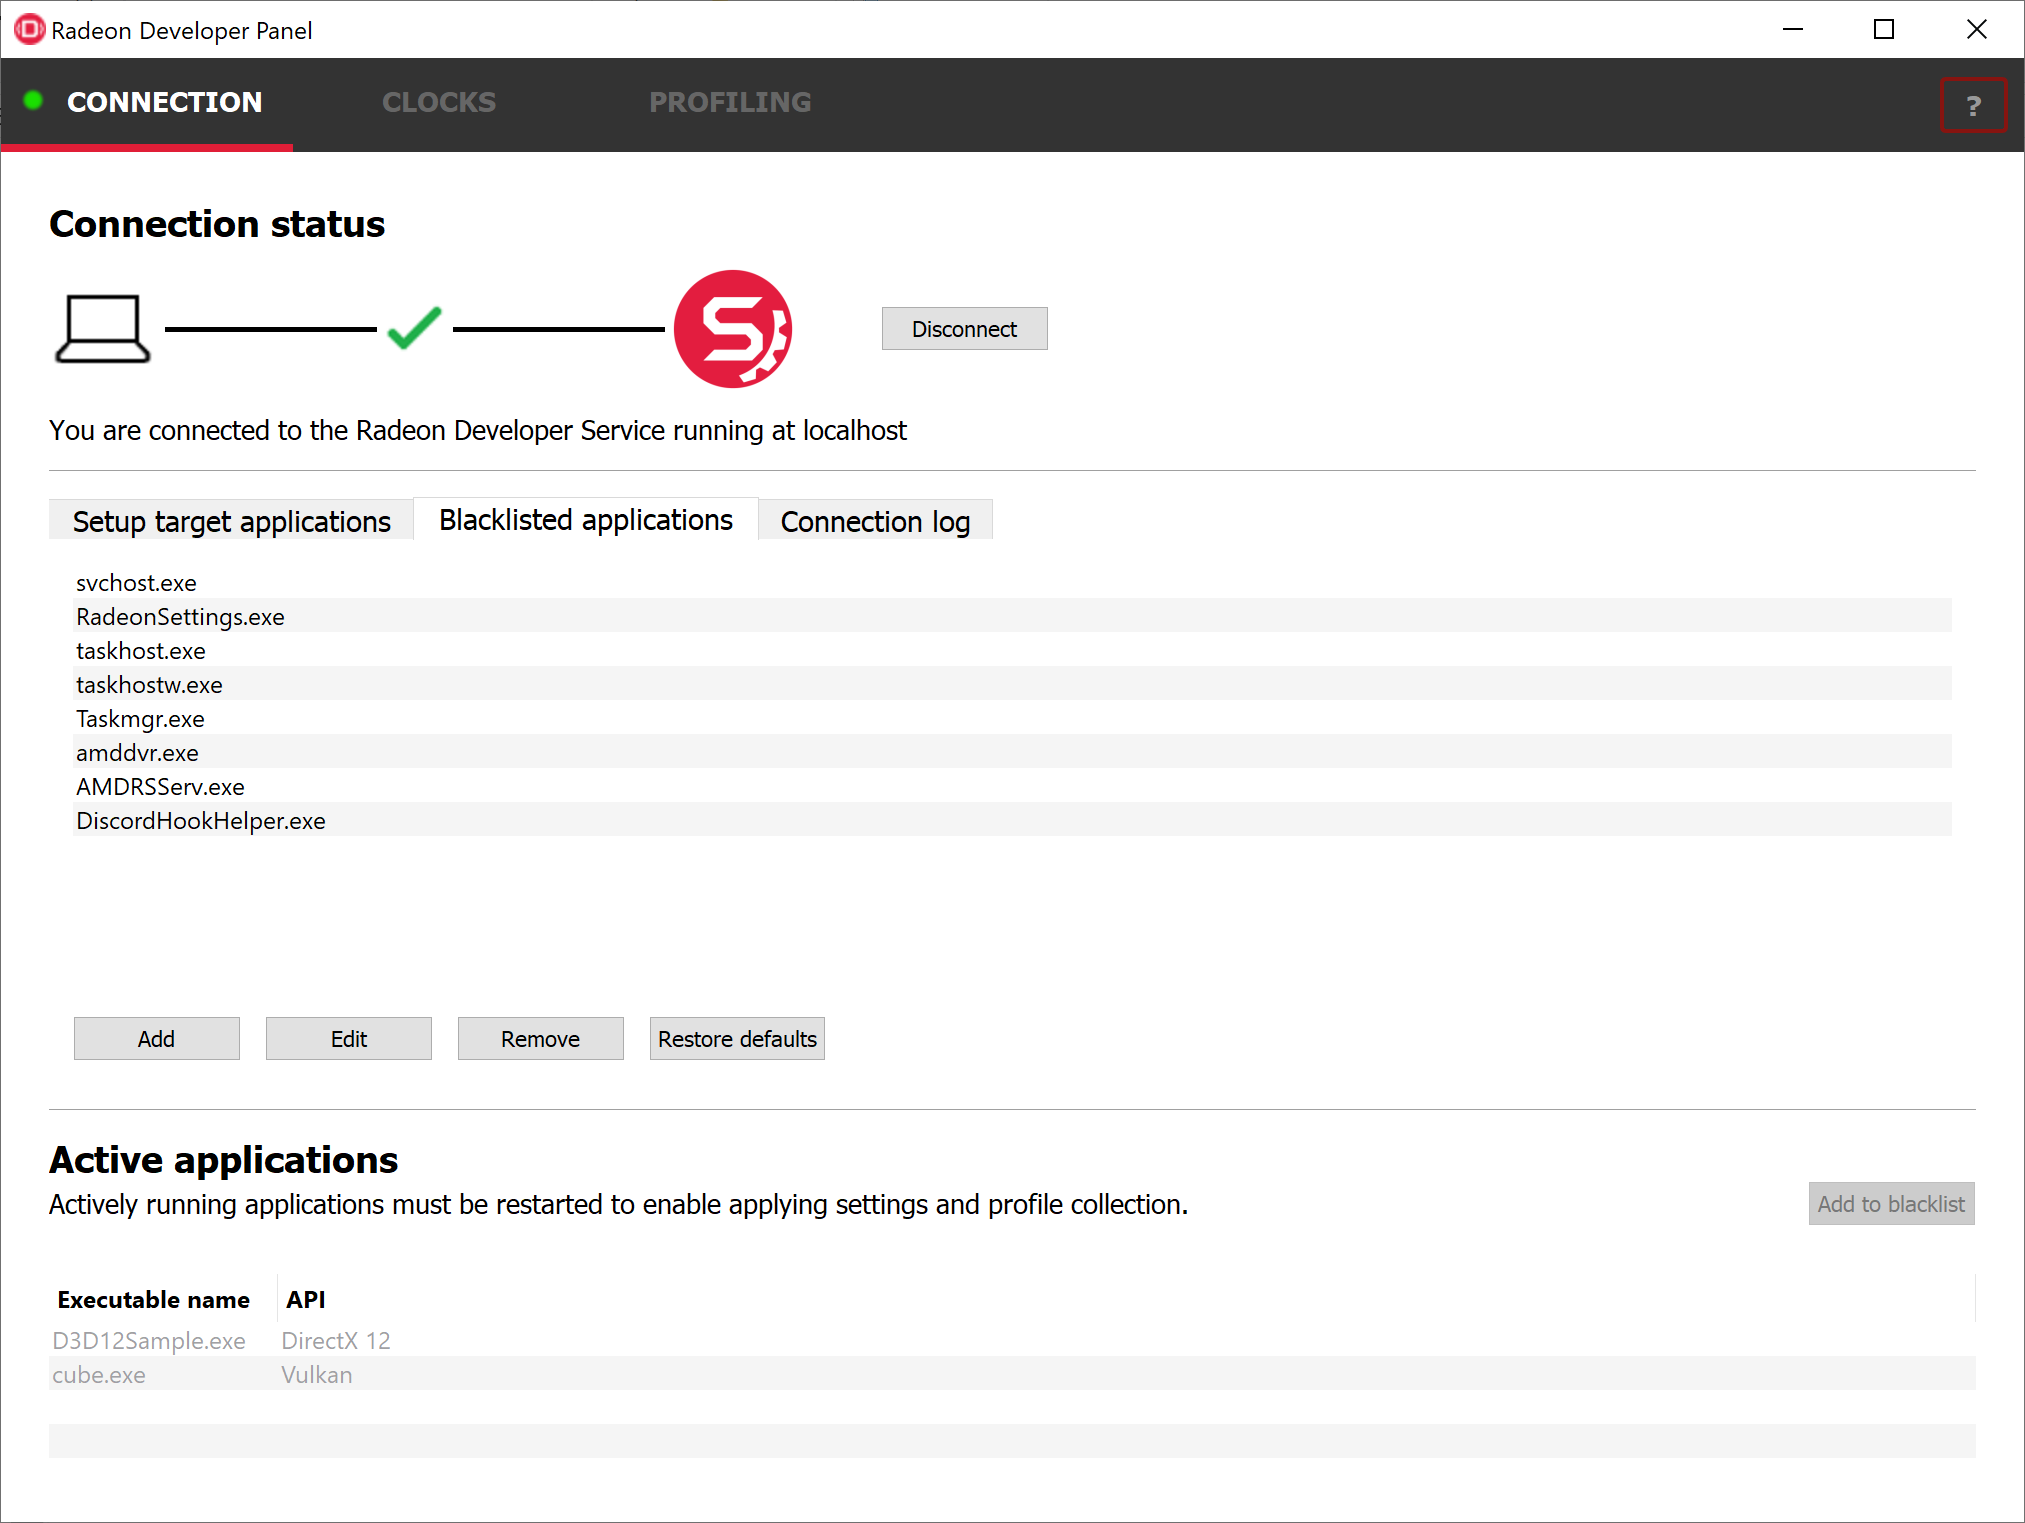 Radeon Developer Panel
CONNECTION CLOCKS PROFILING ?
Connection status
Disconnect
You are connected to the Radeon Developer Service running at localhost
Setup target applications Blacklisted applications Connection log
svchost.exe
RadeonSettings.exe
taskhost.exe
taskhostw.exe
Taskmgr.exe
amddvr.exe
AMDRSServ.exe
DiscordHookHelper.exe
Add Edit Remove Restore defaults
Active applications
Actively running applications must be restarted to enable applying settings and profile collection.
Add to blacklist
Executable name API
D3D12Sample.exe DirectX 12
cube.exe Vulkan